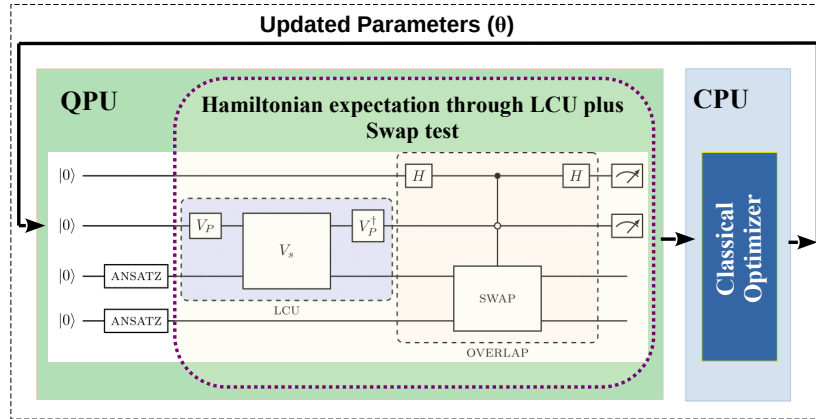 Updated Parameters (θ)
QPU
Hamiltonian expectation through LCU plus
Swap test
CPU
|0⟩
H
H
|0⟩
V_P
V_s
V_P^†
|0⟩
ANSATZ
|0⟩
ANSATZ
SWAP
LCU
OVERLAP
Classical
Optimizer